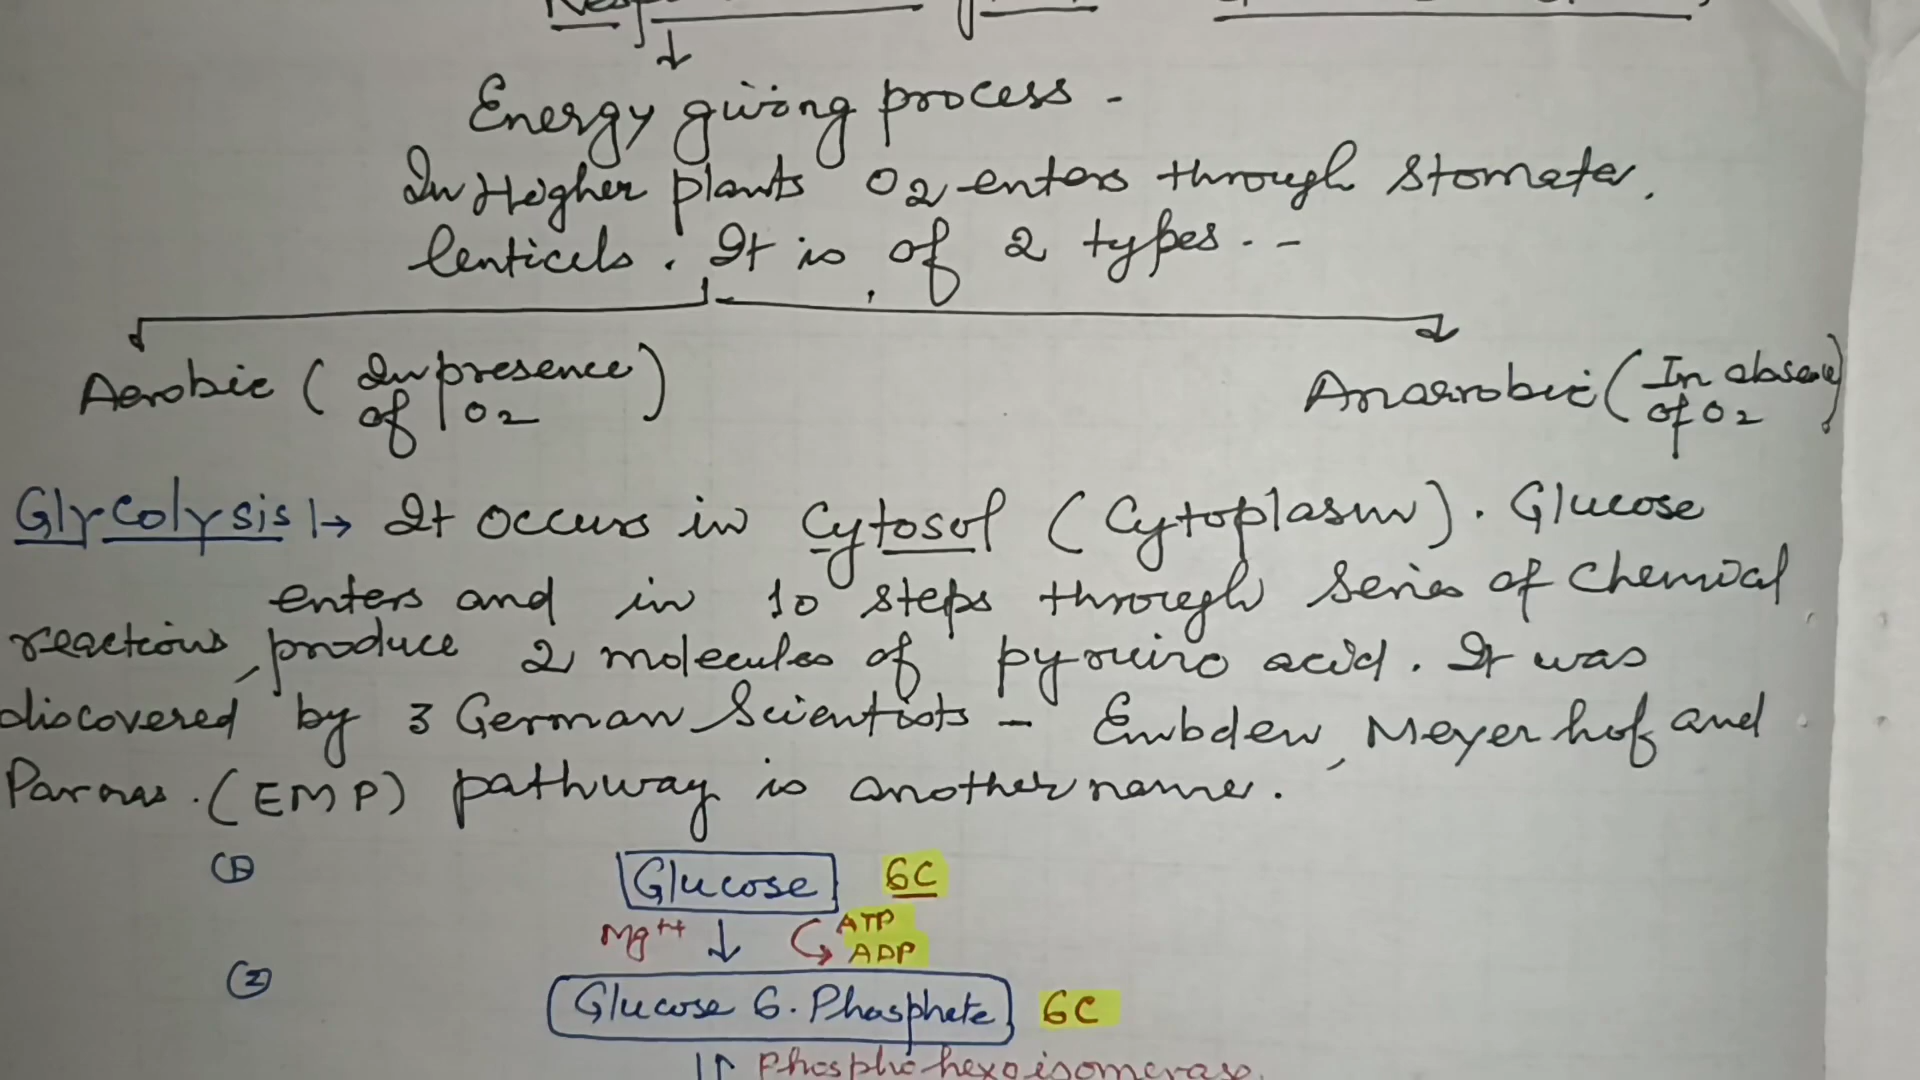 Energy giving process -
In Higher plants O2 enters through stomata,
lenticels. It is of 2 types. -
Aerobic ( In presence of O2 )
Anaerobic ( In absence of O2 )
Glycolysis |→ It occurs in Cytosol ( Cytoplasm ). Glucose
enters and in 10 steps through series of chemical
reactions, produce 2 molecules of pyruvic acid. It was
discovered by 3 German Scientists - Embden, Meyerhof and
Parnas. (EMP) pathway is another name.
(1) Glucose 6C
Mg++ ↓ ATP
ADP
(2) Glucose 6. Phosphate 6C
Phospho hexoisomerase